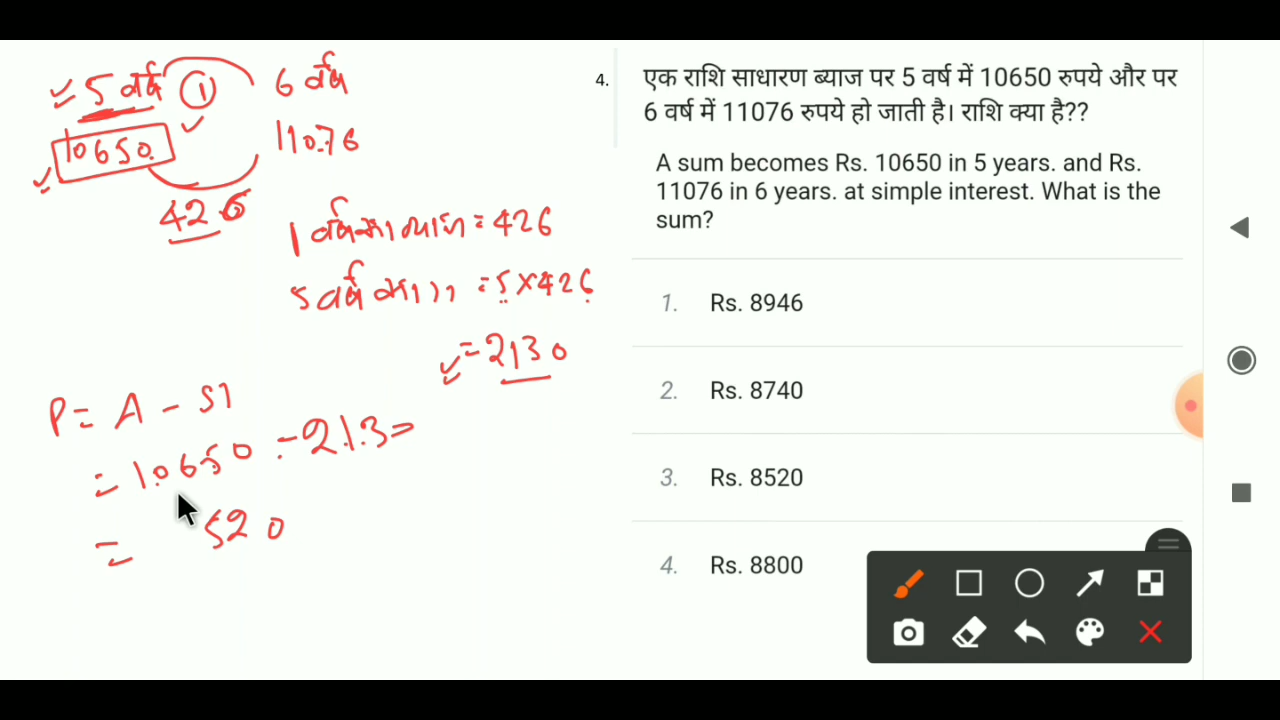 5 वर्ष 1 6 वर्ष
10650. 11076
426
1 वर्ष का ब्याज = 426
5 वर्ष का ,, = 5 × 426
= 2130
P = A - SI
= 10650 - 213
= 520
4. एक राशि साधारण ब्याज पर 5 वर्ष में 10650 रुपये और पर
6 वर्ष में 11076 रुपये हो जाती है। राशि क्या है??
A sum becomes Rs. 10650 in 5 years. and Rs.
11076 in 6 years. at simple interest. What is the
sum?
1. Rs. 8946
2. Rs. 8740
3. Rs. 8520
4. Rs. 8800